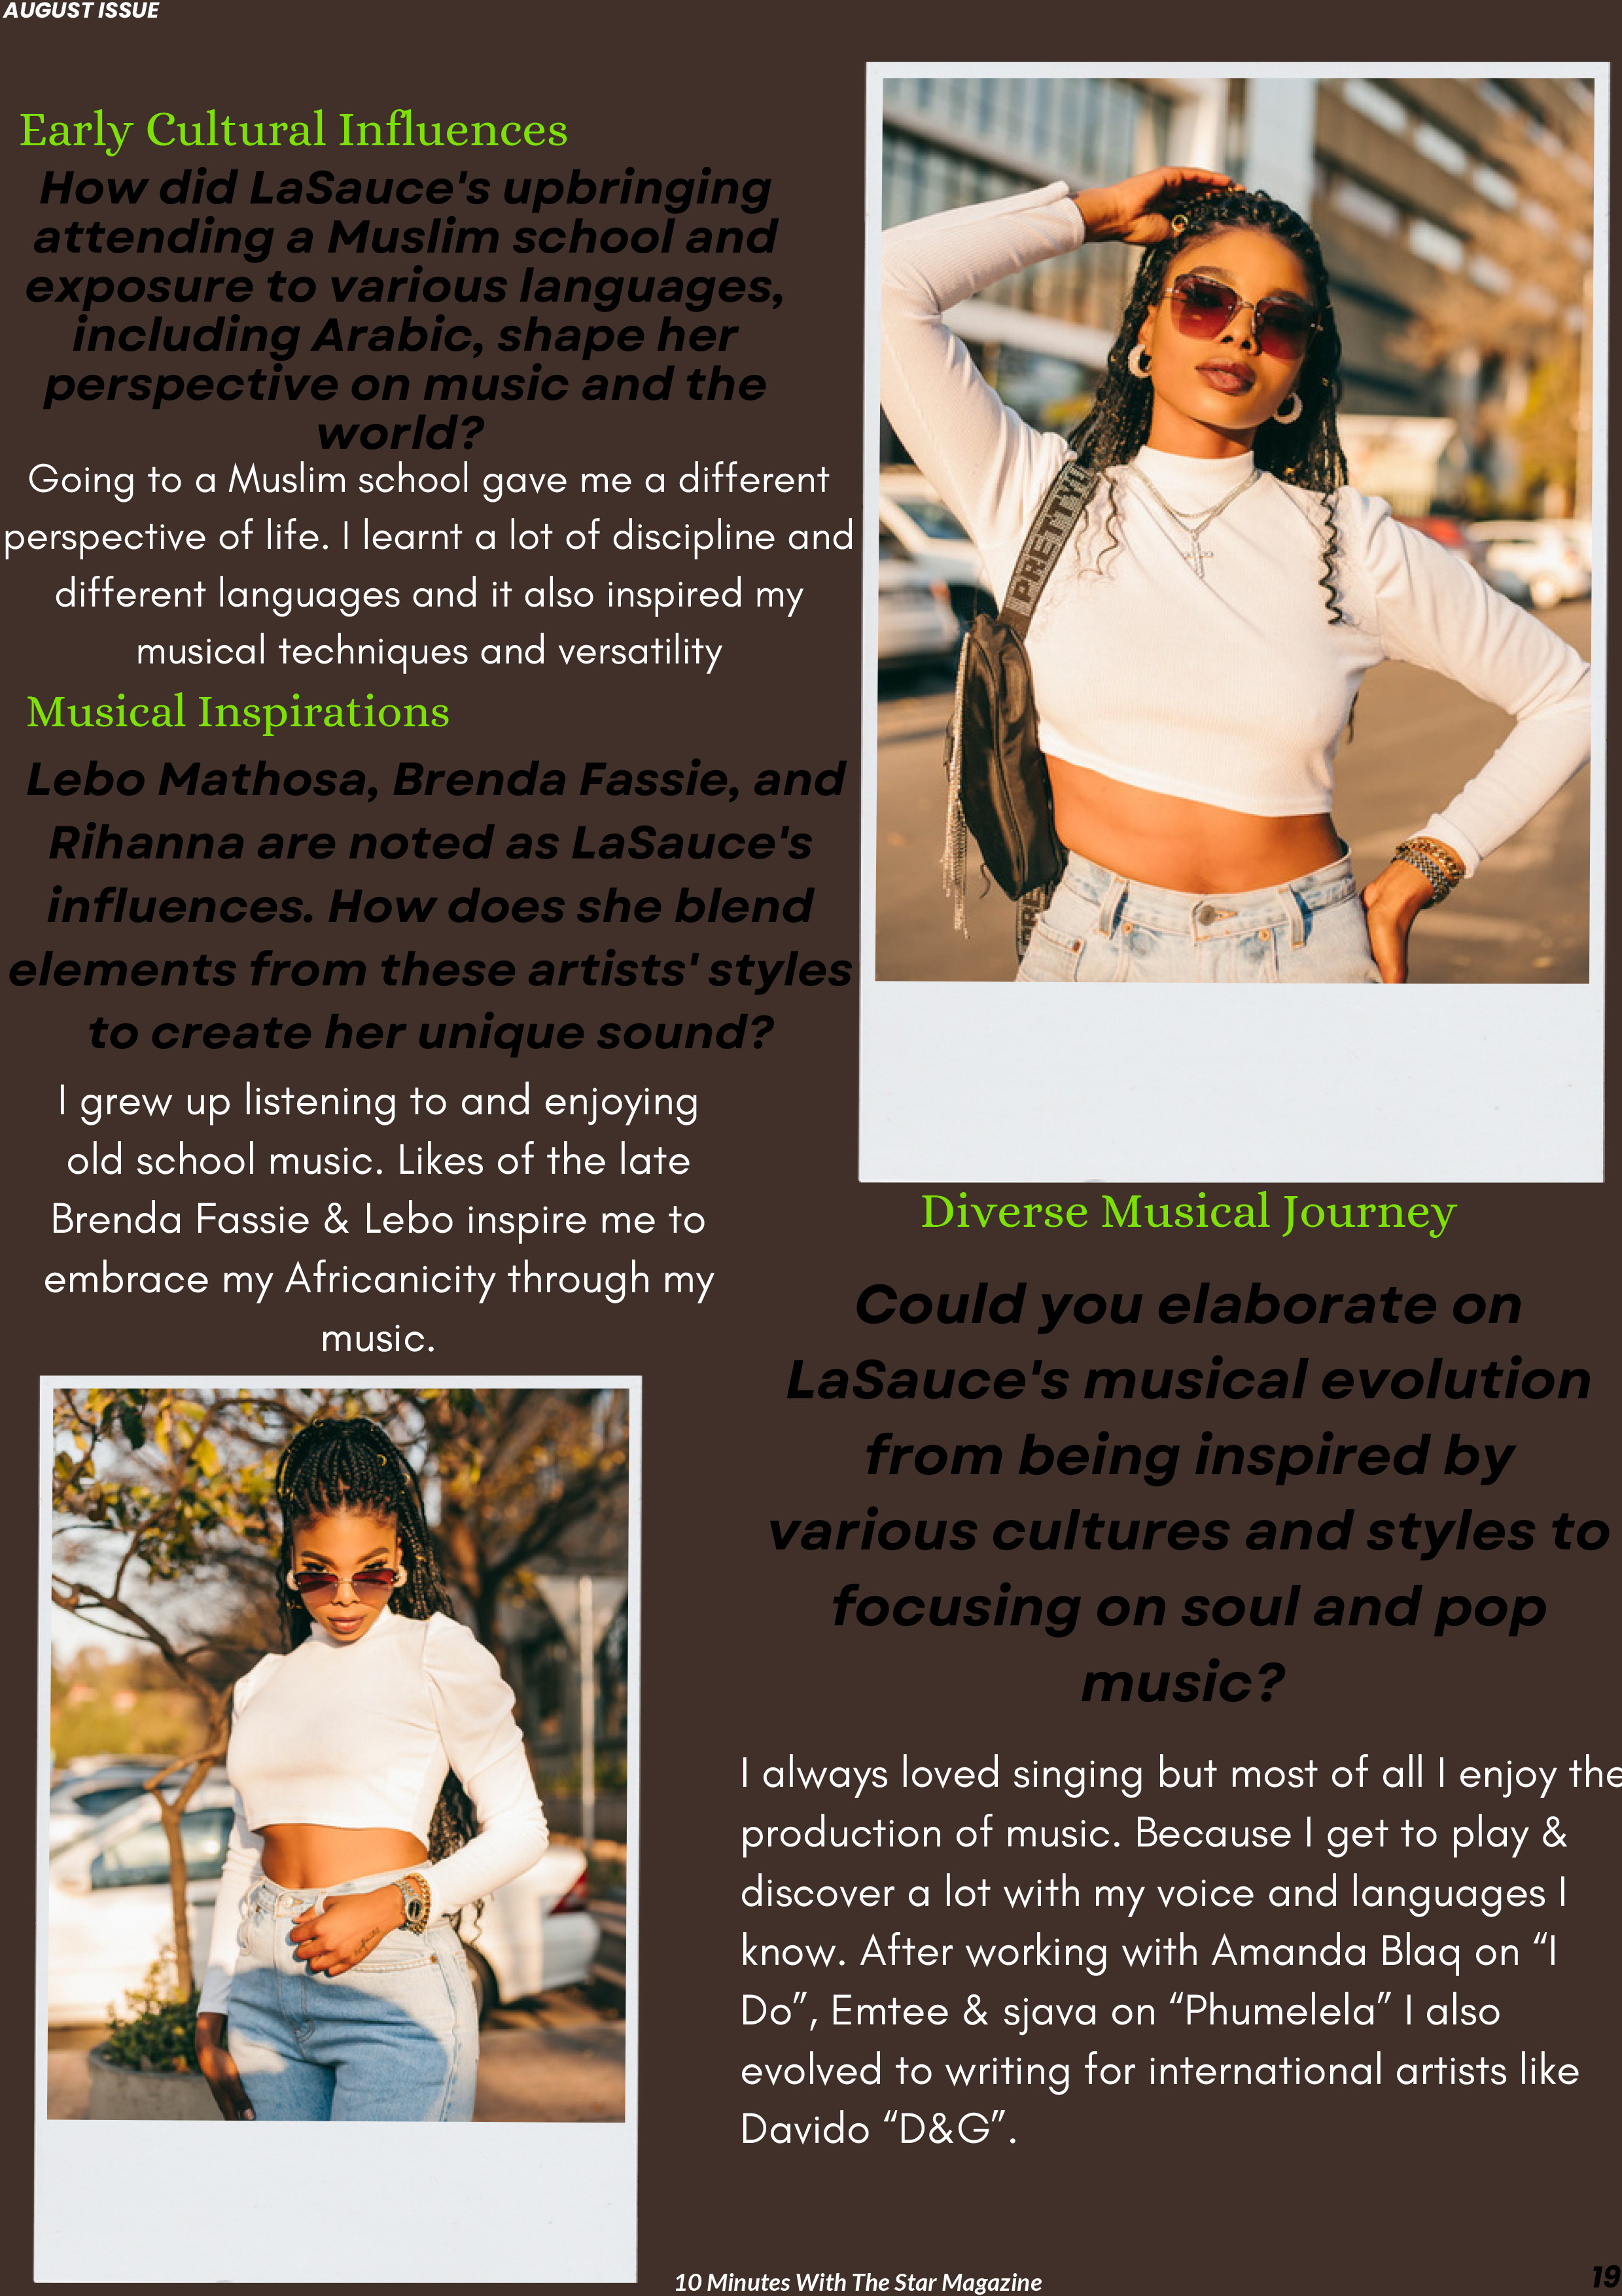 AUGUST ISSUE
Early Cultural Influences
How did LaSauce's upbringing
attending a Muslim school and
exposure to various languages,
including Arabic, shape her
perspective on music and the
world?
Going to a Muslim school gave me a different
perspective of life. I learnt a lot of discipline and
different languages and it also inspired my
musical techniques and versatility
Musical Inspirations
Lebo Mathosa, Brenda Fassie, and
Rihanna are noted as LaSauce's
influences. How does she blend
elements from these artists' styles
to create her unique sound?
I grew up listening to and enjoying
old school music. Likes of the late
Brenda Fassie & Lebo inspire me to
embrace my Africanicity through my
music.
PRETTY
Diverse Musical Journey
Could you elaborate on
LaSauce's musical evolution
from being inspired by
various cultures and styles to
focusing on soul and pop
music?
I always loved singing but most of all I enjoy the
production of music. Because I get to play &
discover a lot with my voice and languages I
know. After working with Amanda Blaq on “I
Do”, Emtee & sjava on “Phumelela” I also
evolved to writing for international artists like
Davido “D&G”.
10 Minutes With The Star Magazine
19